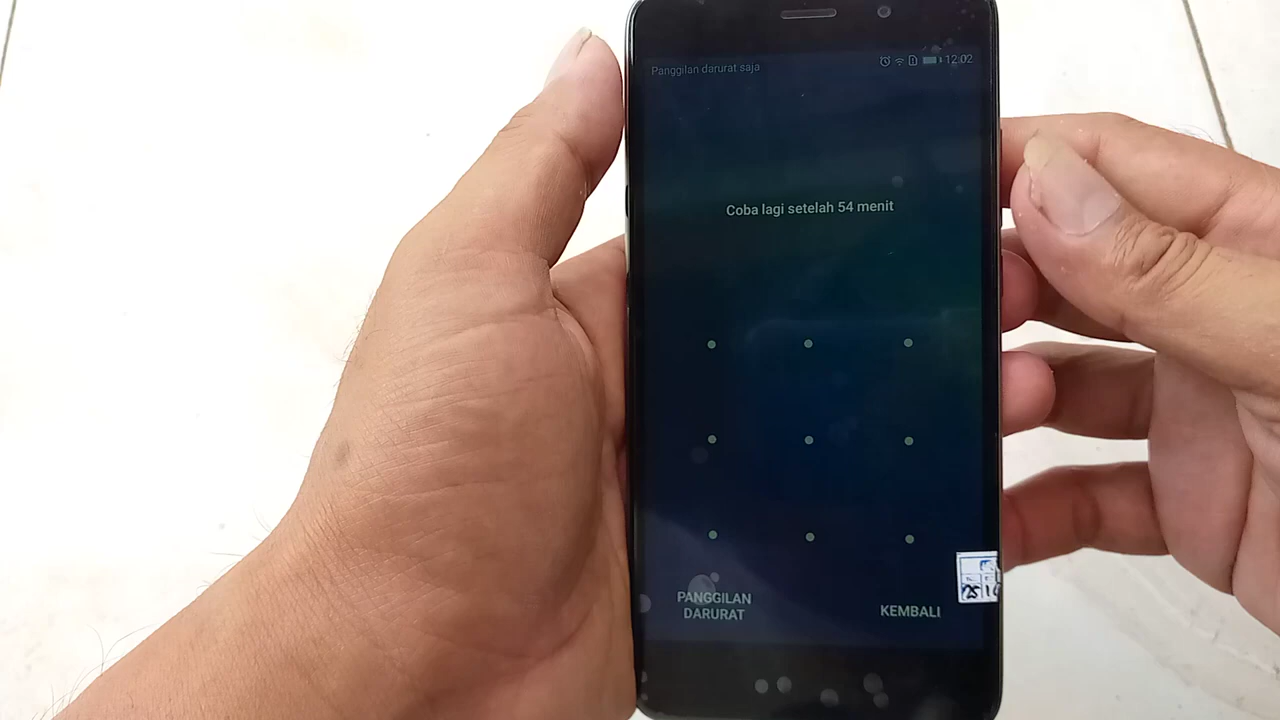 Panggilan darurat saja
12.02
Coba lagi setelah 54 menit
PANGGILAN
DARURAT
KEMBALI